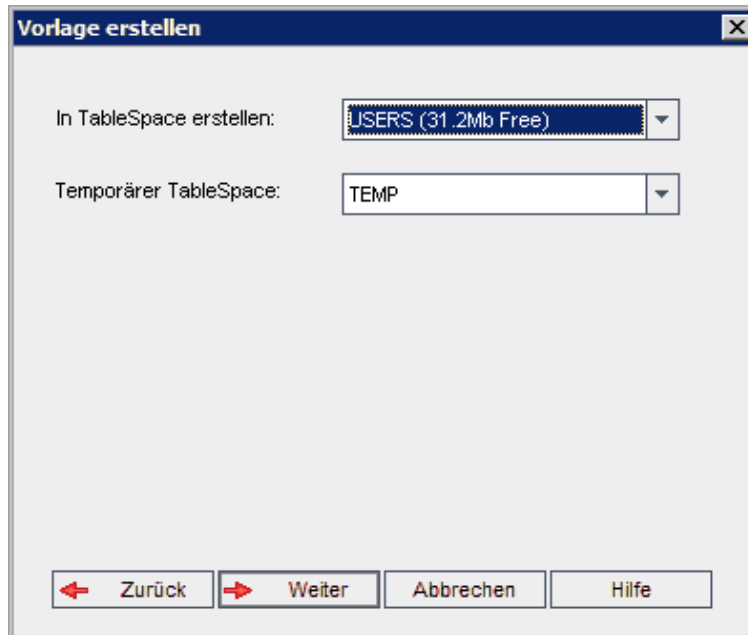 Vorlage erstellen
In TableSpace erstellen: USERS (31.2Mb Free)
Temporärer TableSpace: TEMP
Zurück Weiter Abbrechen Hilfe